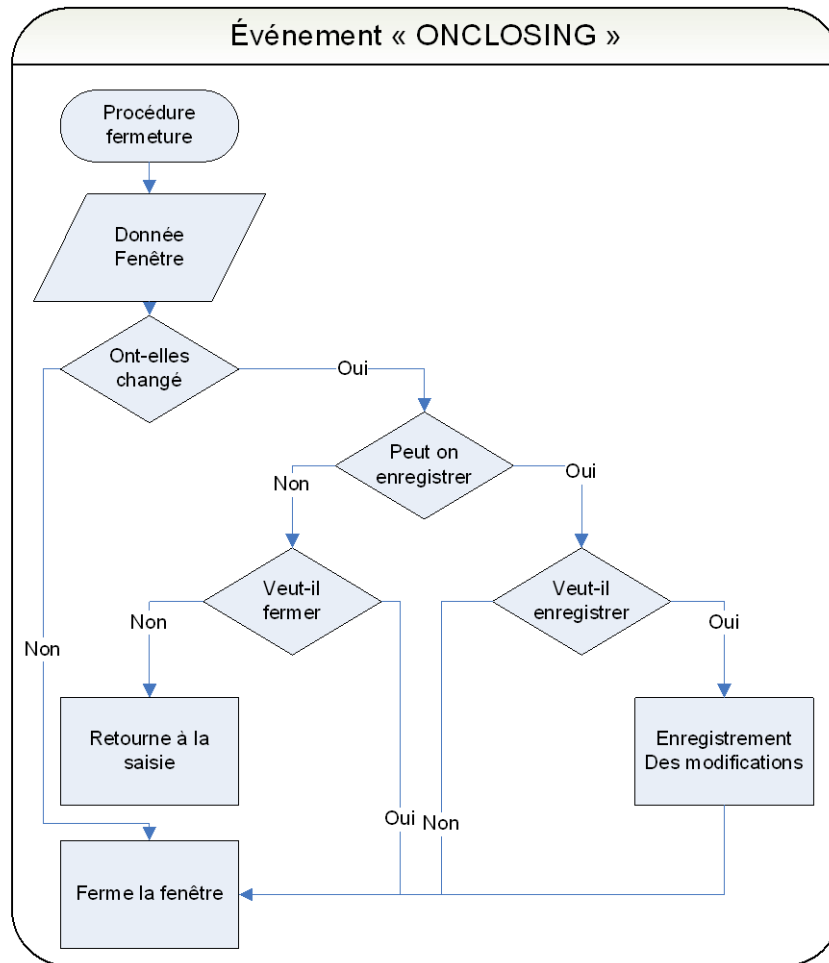 Événement « ONCLOSING »
Procédure
fermeture
Donnée
Fenêtre
Ont-elles
changé
Oui
Peut on
enregistrer
Non
Oui
Veut-il
fermer
Veut-il
enregistrer
Non
Oui
Non
Retourne à la
saisie
Enregistrement
Des modifications
Oui
Non
Ferme la fenêtre